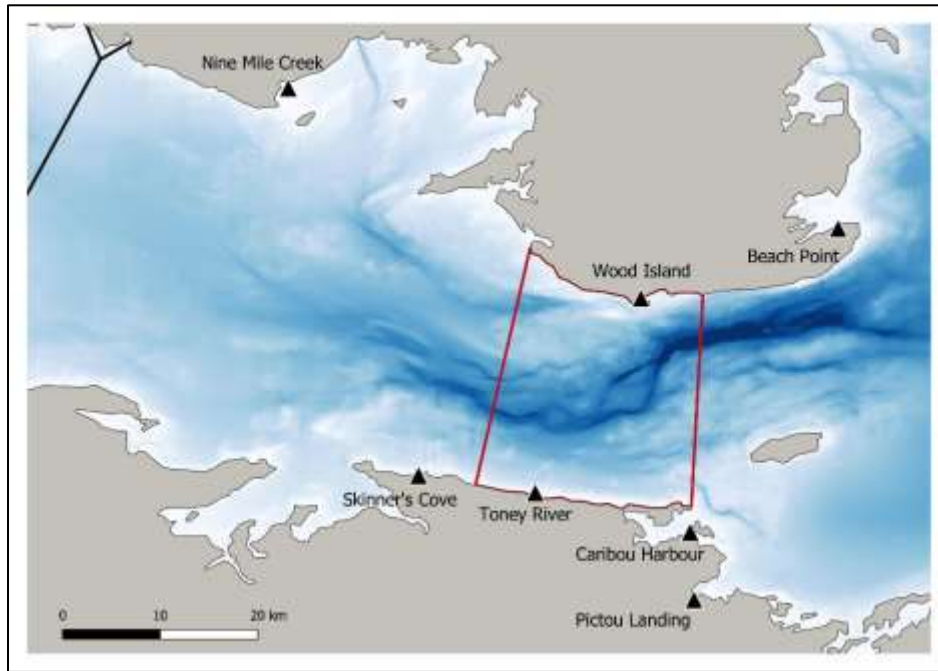 Nine Mile Creek
Beach Point
Wood Island
Skinner's Cove
Toney River
Caribou Harbour
Pictou Landing
0 10 20 km